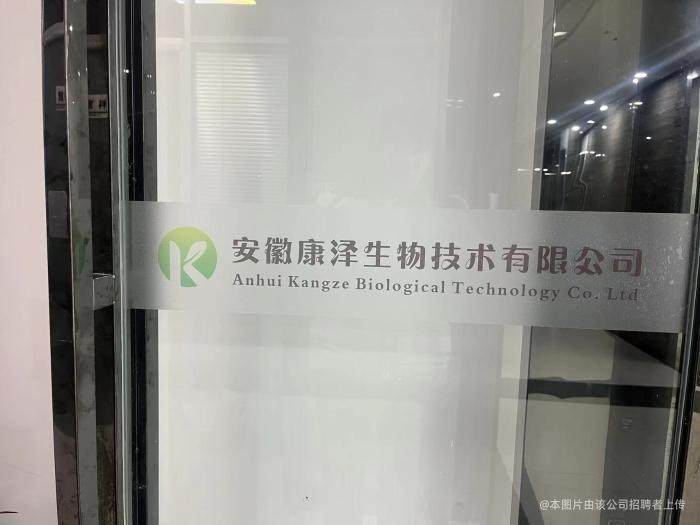 安徽康泽生物技术有限公司
Anhui Kangze Biological Technology Co. Ltd
@本图片由该公司招聘者上传